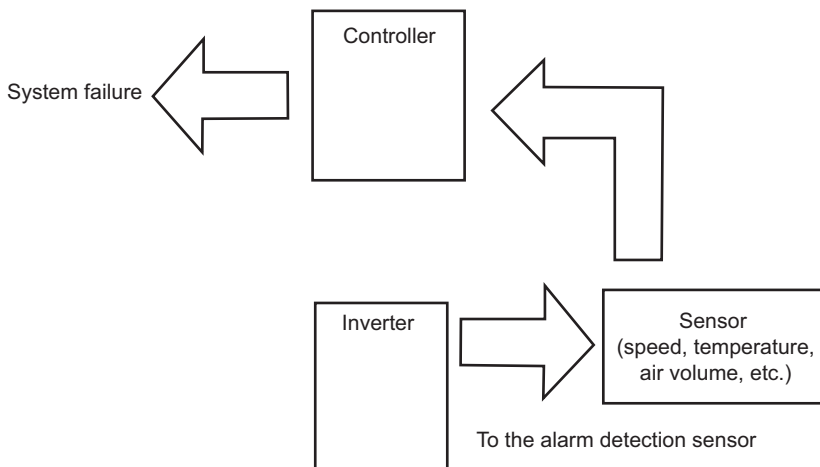 Controller
System failure
Inverter
Sensor
(speed, temperature,
air volume, etc.)
To the alarm detection sensor